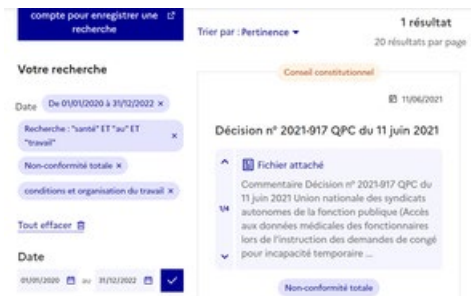 compte pour enregistrer une
recherche
Trier par : Pertinence
1 résultat
20 résultats par page
Votre recherche
Date De 01/01/2020 à 31/12/2022 ×
Recherche : "santé" ET "au" ET
"travail" ×
Non-conformité totale ×
conditions et organisation du travail ×
Tout effacer
Date
01/01/2020 au 31/12/2022
Conseil constitutionnel
11/06/2021
Décision n° 2021-917 QPC du 11 juin 2021
Fichier attaché
1/4
Commentaire Décision n° 2021-917 QPC du
11 juin 2021 Union nationale des syndicats
autonomes de la fonction publique (Accès
aux données médicales des fonctionnaires
lors de l'instruction des demandes de congé
pour incapacité temporaire ...
Non-conformité totale